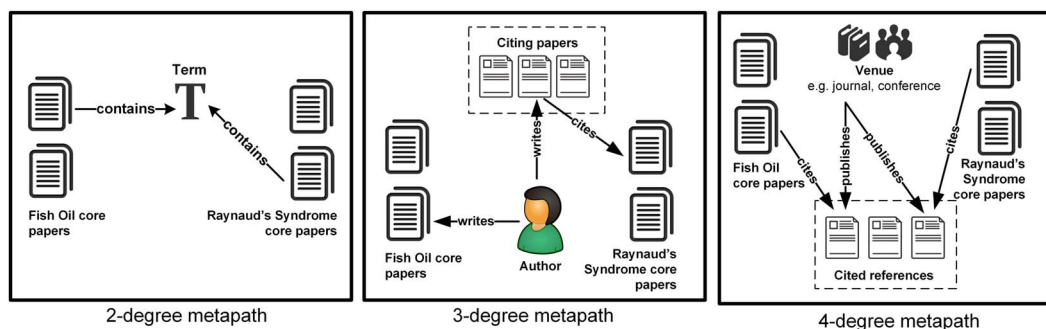 Term
T
contains
contains
Fish Oil core
papers
Raynaud's Syndrome
core papers
2-degree metapath
Citing papers
writes
cites
writes
Author
Fish Oil core
papers
Raynaud's
Syndrome core
papers
3-degree metapath
Venue
e.g. journal, conference
Fish Oil
core papers
cites
publishes
publishes
cites
Raynaud's
Syndrome
core papers
Cited references
4-degree metapath